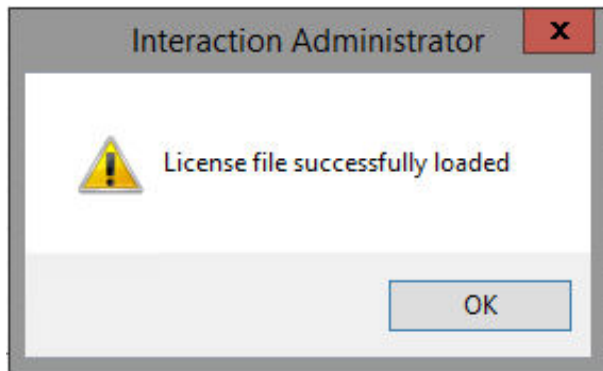 Interaction Administrator
x
License file successfully loaded
OK